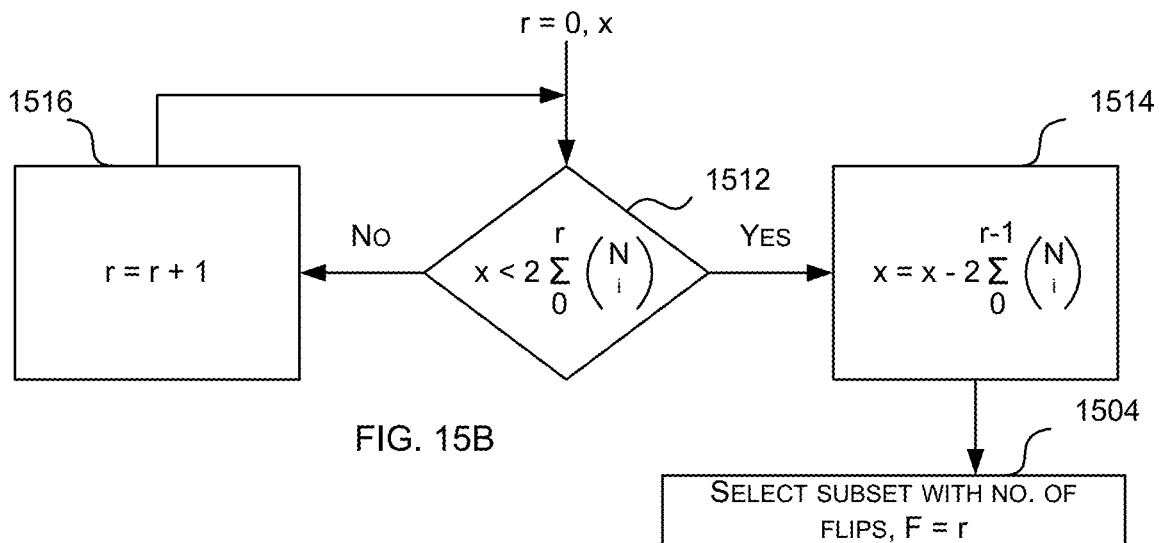 r = 0, x
1516
1514
1512
NO
YES
r = r + 1
x < 2 r Σ 0 (N i)
x = x - 2 r-1 Σ 0 (N i)
FIG. 15B
1504
SELECT SUBSET WITH NO. OF
FLIPS, F = r